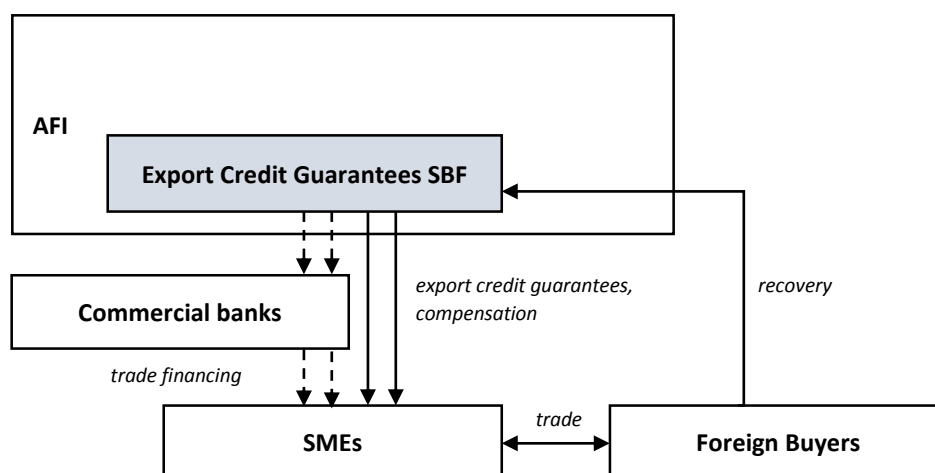 AFI
Export Credit Guarantees SBF
export credit guarantees,
compensation
recovery
Commercial banks
trade financing
trade
SMEs
Foreign Buyers